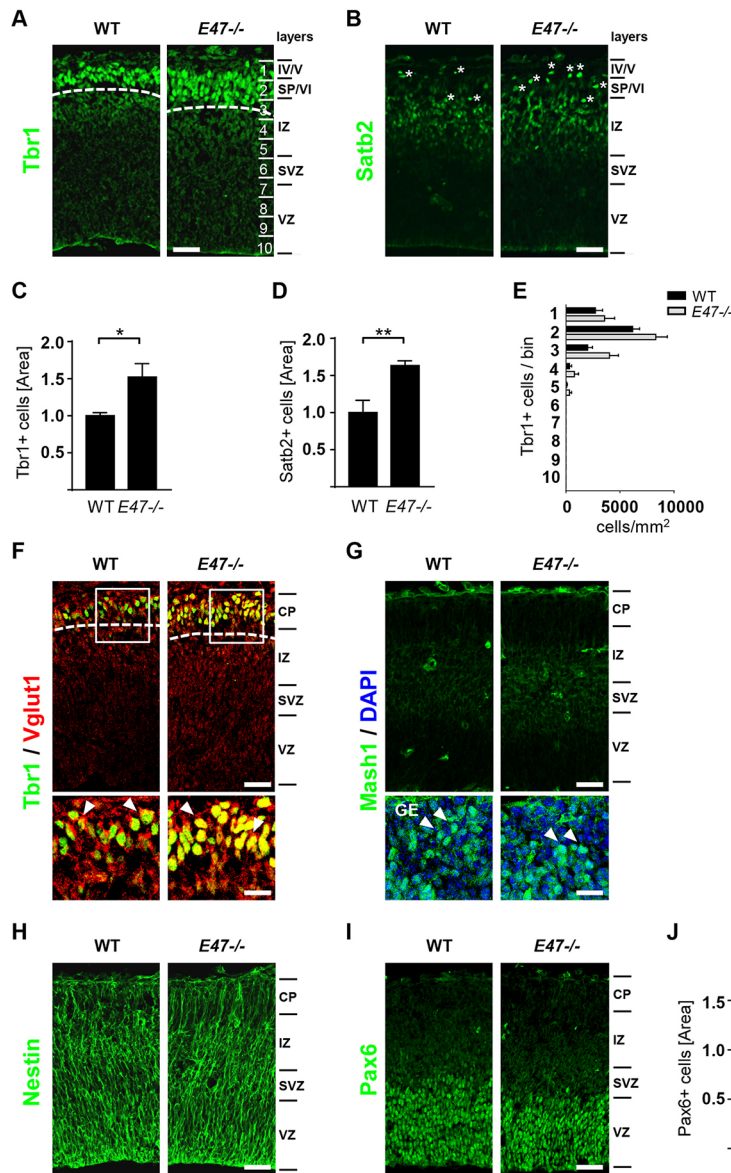 A
B
WT
E47-/-
layers
WT
E47-/-
layers
Tbr1
1
2
3
4
5
6
7
8
9
10
IV/V
SP/VI
IZ
SVZ
VZ
Satb2
* * * * * * * * * * *
IV/V
SP/VI
IZ
SVZ
VZ
C
Tbr1+ cells [Area]
2.0
1.5
1.0
0.5
*
WT E47-/-
D
Satb2+ cells [Area]
2.0
1.5
1.0
0.5
**
WT E47-/-
E
WT
E47-/-
Tbr1+ cells / bin
1
2
3
4
5
6
7
8
9
10
0 5000 10000
cells/mm2
F
WT
E47-/-
Tbr1 / Vglut1
CP
IZ
SVZ
VZ
G
WT
E47-/-
Mash1 / DAPI
CP
IZ
SVZ
VZ
GE
H
WT
E47-/-
Nestin
CP
IZ
SVZ
VZ
I
WT
E47-/-
Pax6
CP
IZ
SVZ
VZ
J
Pax6+ cells [Area]
1.5
1.0
0.5